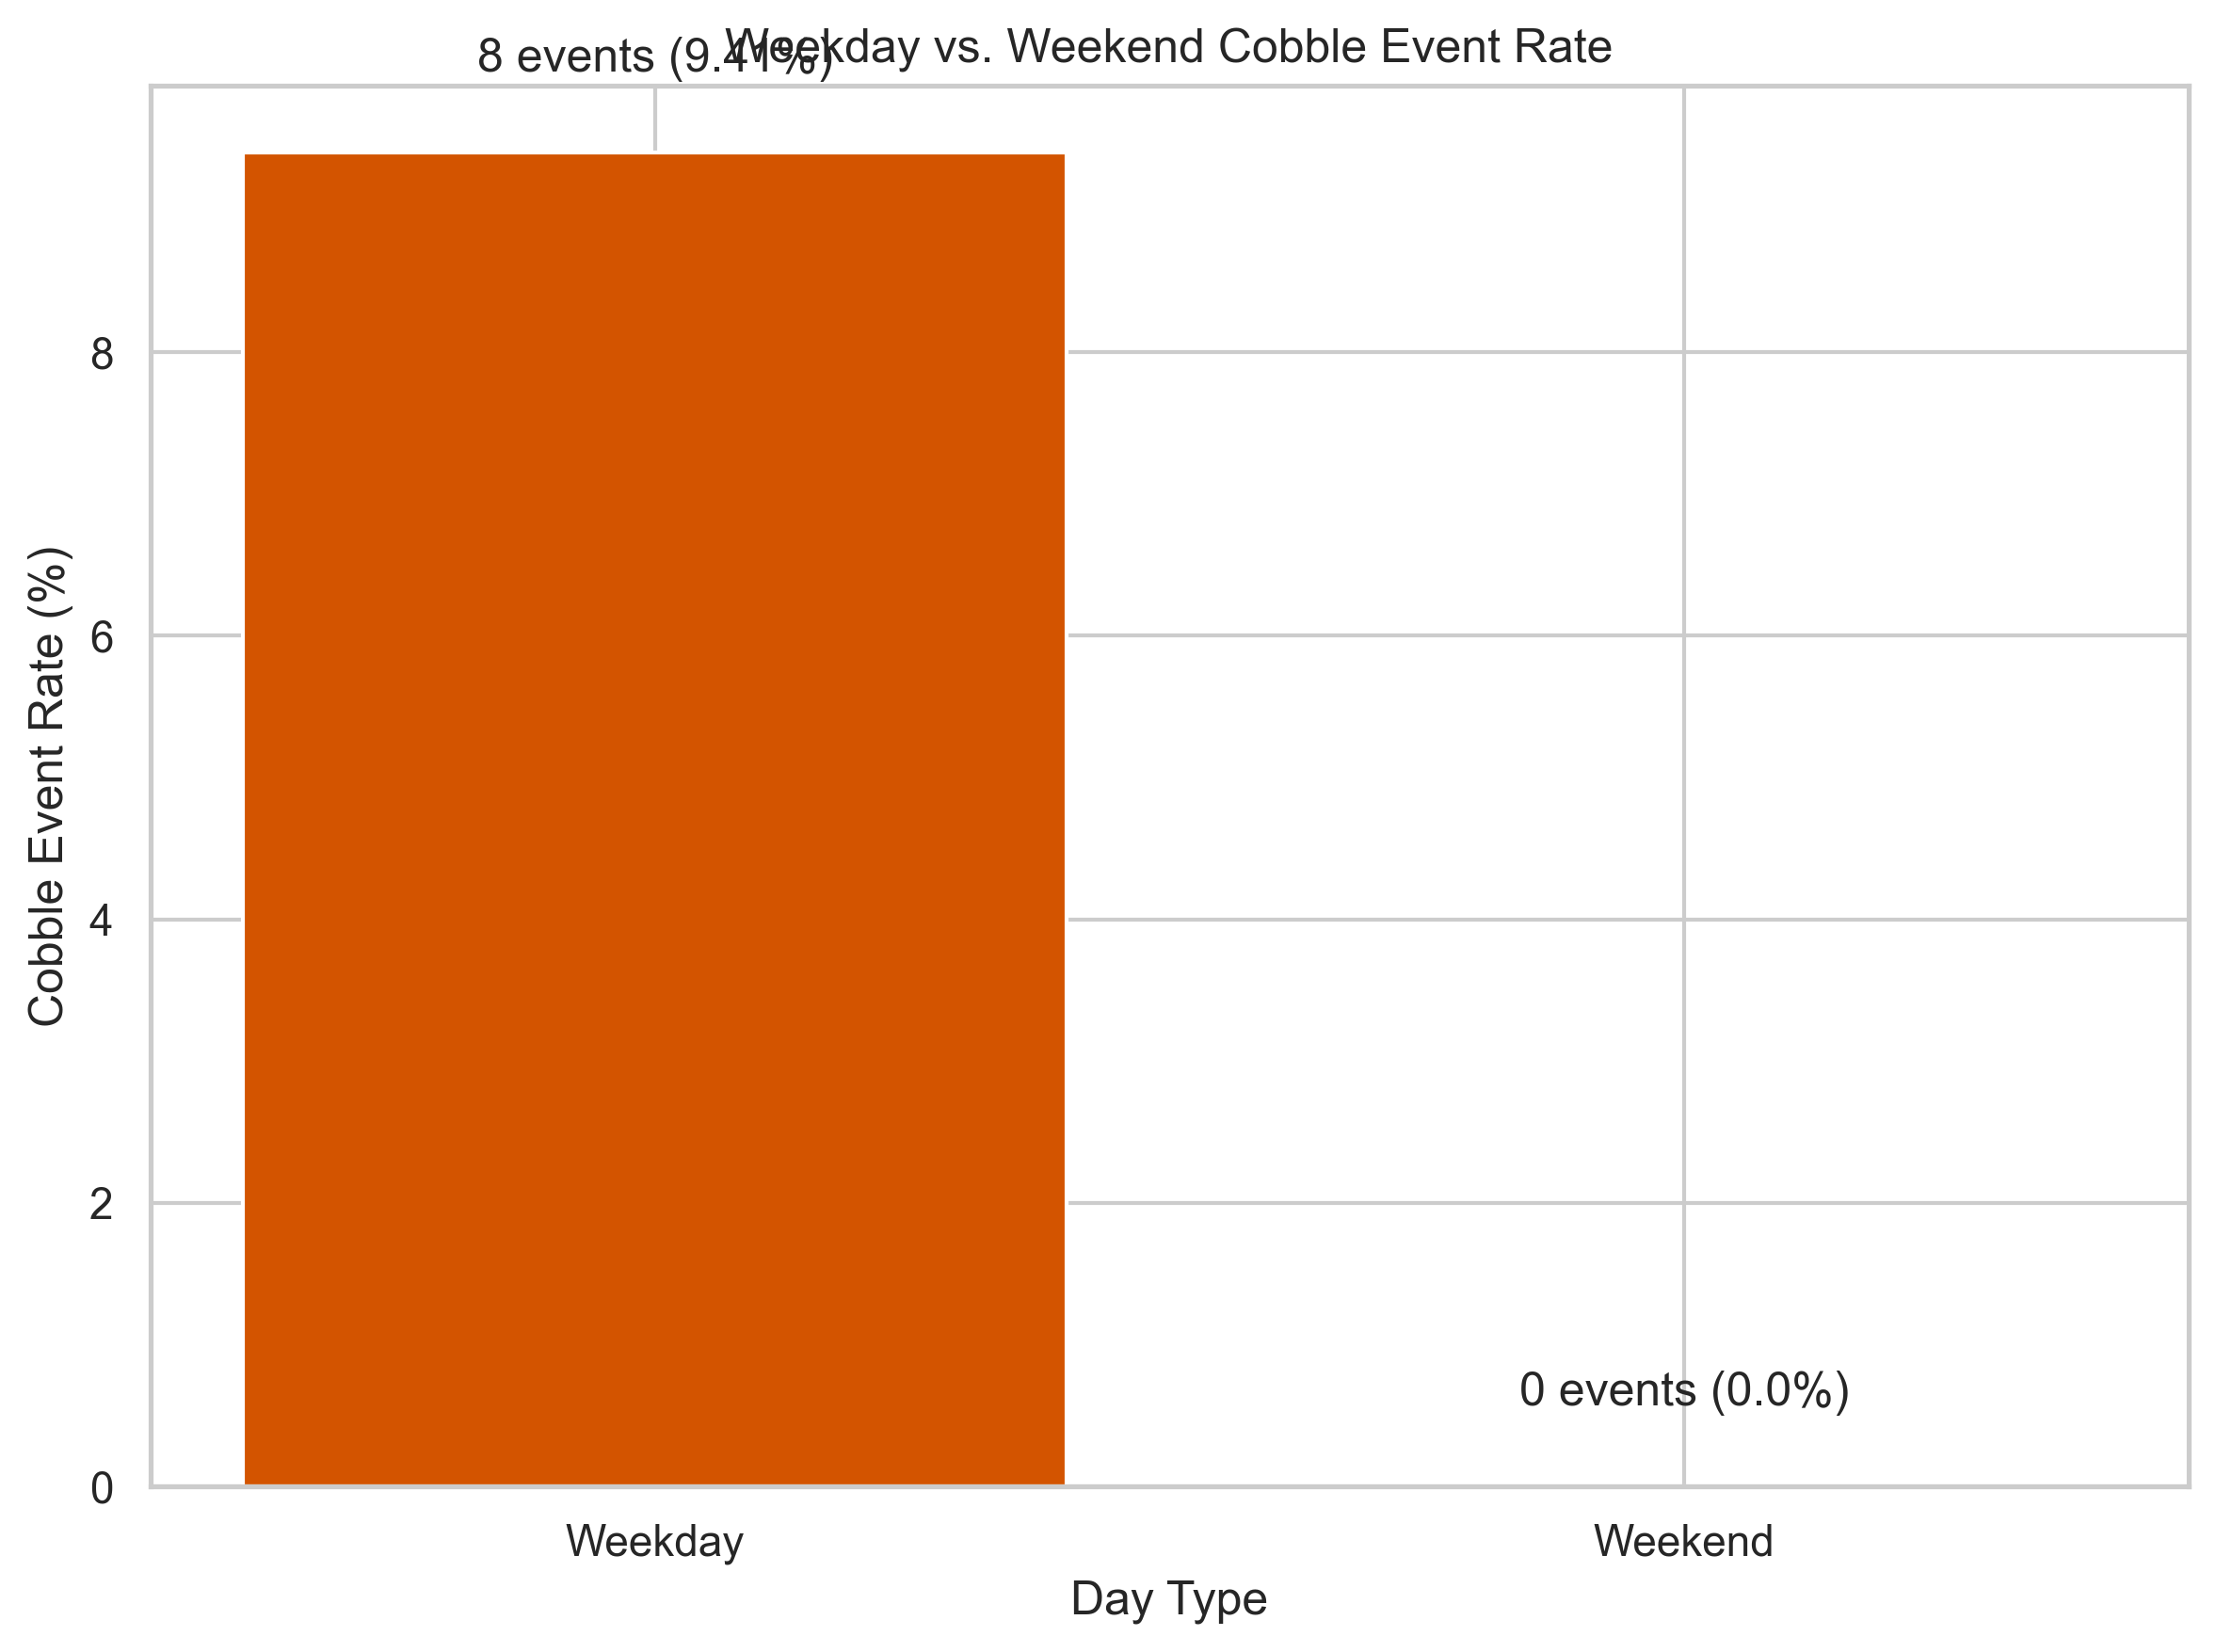 Weekday vs. Weekend Cobble Event Rate
8 events (9.41%)
Cobble Event Rate (%)
8
6
4
2
0
0 events (0.0%)
Weekday
Weekend
Day Type